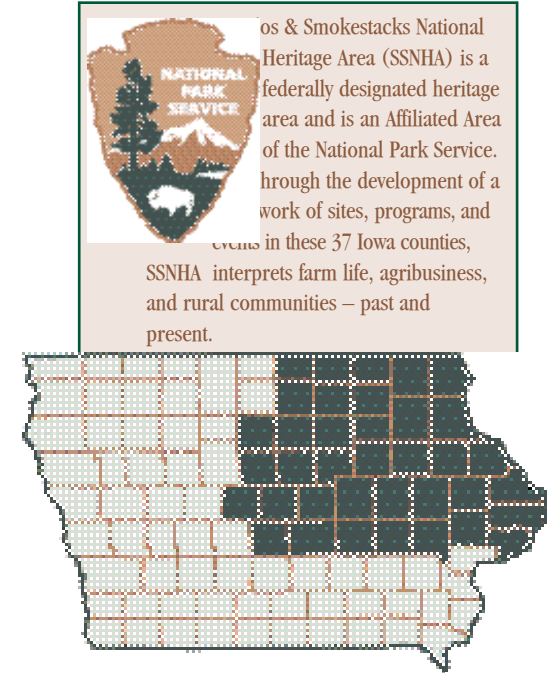 NATIONAL
PARK
SERVICE
os & Smokestacks National
Heritage Area (SSNHA) is a
federally designated heritage
area and is an Affiliated Area
of the National Park Service.
hrough the development of a
work of sites, programs, and
events in these 37 Iowa counties,
SSNHA interprets farm life, agribusiness,
and rural communities – past and
present.